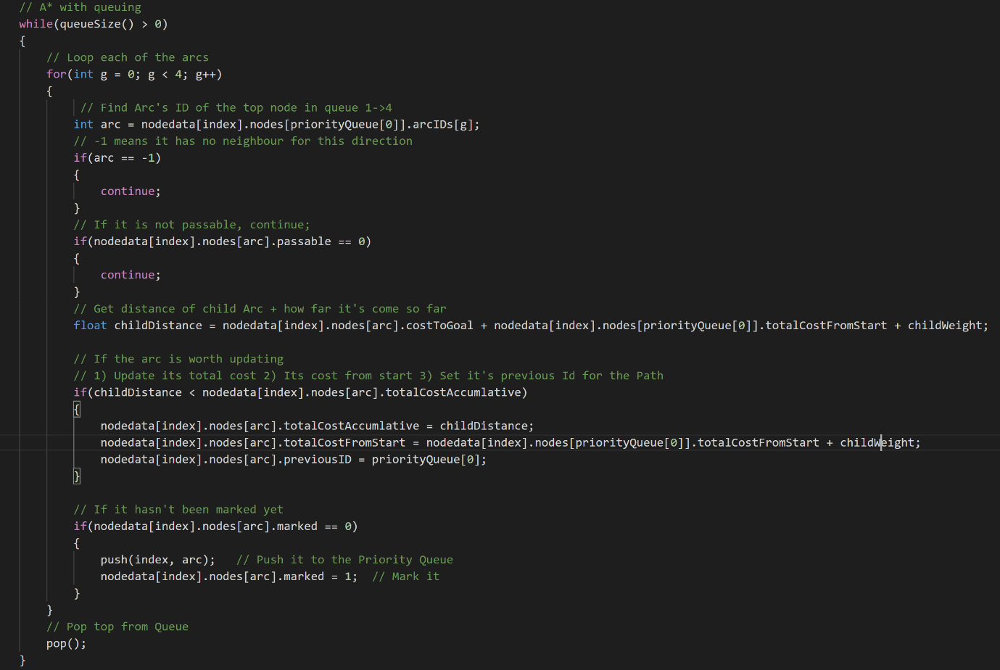 // A* with queuing
while(queueSize() > 0)
{
// Loop each of the arcs
for(int g = 0; g < 4; g++)
{
// Find Arc's ID of the top node in queue 1->4
int arc = nodedata[index].nodes[priorityQueue[0]].arcIDs[g];
// -1 means it has no neighbour for this direction
if(arc == -1)
{
continue;
}
// If it is not passable, continue;
if(nodedata[index].nodes[arc].passable == 0)
{
continue;
}
// Get distance of child Arc + how far it's come so far
float childDistance = nodedata[index].nodes[arc].costToGoal + nodedata[index].nodes[priorityQueue[0]].totalCostFromStart + childWeight;
// If the arc is worth updating
// 1) Update its total cost 2) Its cost from start 3) Set it's previous Id for the Path
if(childDistance < nodedata[index].nodes[arc].totalCostAccumlative)
{
nodedata[index].nodes[arc].totalCostAccumlative = childDistance;
nodedata[index].nodes[arc].totalCostFromStart = nodedata[index].nodes[priorityQueue[0]].totalCostFromStart + childWeight;
nodedata[index].nodes[arc].previousID = priorityQueue[0];
}
// If it hasn't been marked yet
if(nodedata[index].nodes[arc].marked == 0)
{
push(index, arc);   // Push it to the Priority Queue
nodedata[index].nodes[arc].marked = 1;  // Mark it
}
}
// Pop top from Queue
pop();
}